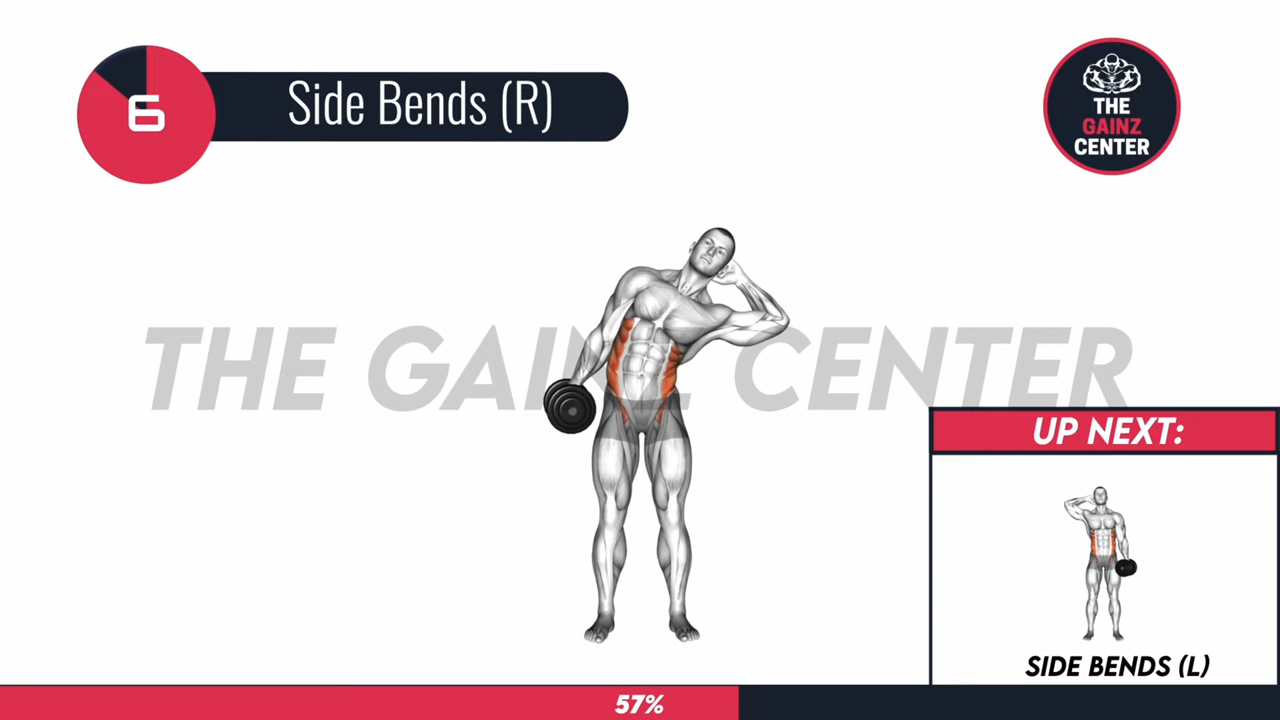 6
Side Bends (R)
THE
GAINZ
CENTER
THE GAINZ CENTER
UP NEXT:
SIDE BENDS (L)
57%